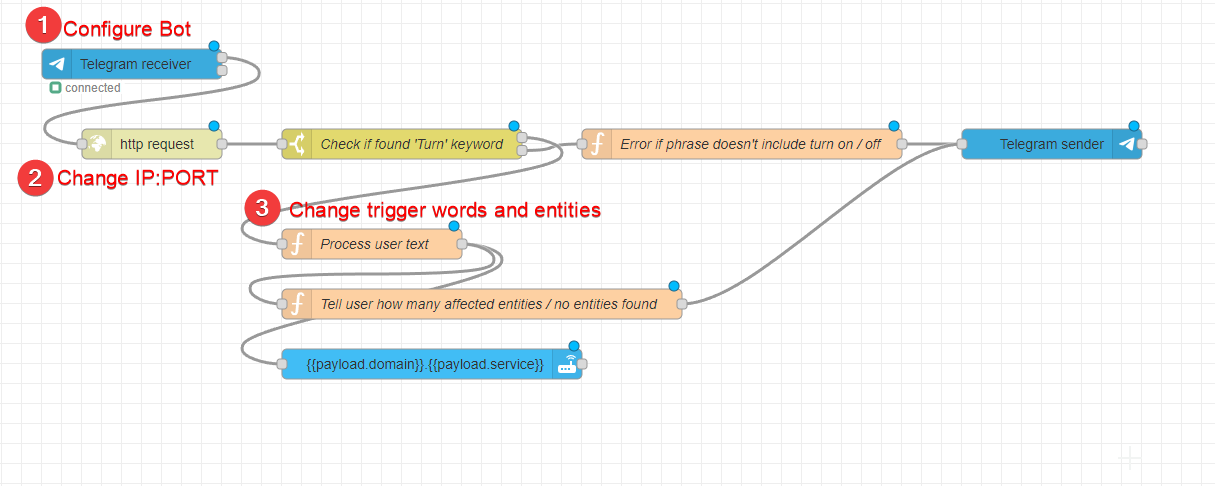 1 Configure Bot
Telegram receiver
connected
http request
Check if found 'Turn' keyword
Error if phrase doesn't include turn on / off
Telegram sender
2 Change IP:PORT
3 Change trigger words and entities
Process user text
Tell user how many affected entities / no entities found
{{payload.domain}}.{{payload.service}}